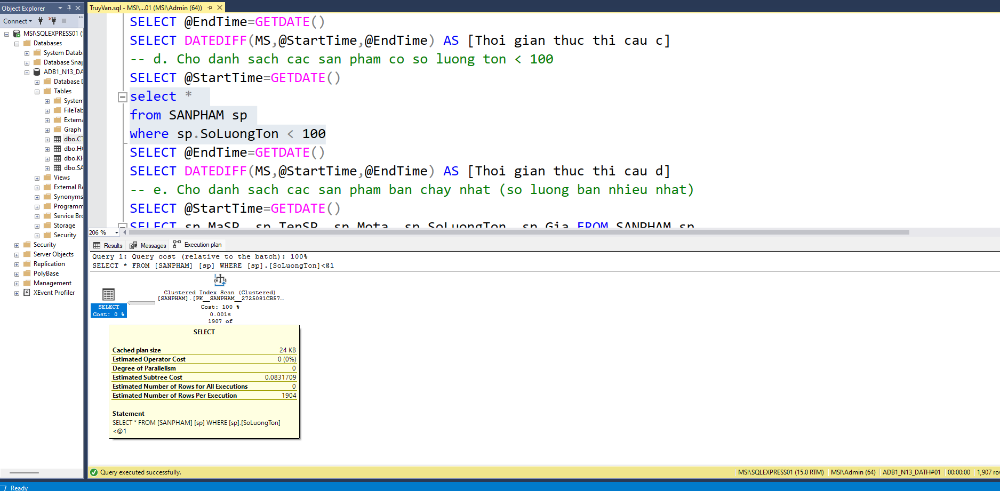 Object Explorer
TruyVan.sql - MSI\...01 (MSI\Admin (64))
Connect
MSI\SQLEXPRESS01 (
Databases
System Datab
Database Snap
ADB1_N13_DA
Database D
Tables
System
FileTab
Externa
Graph
dbo.CT
dbo.H
dbo.KH
dbo.SA
Views
External Re
Synonyms
Programm
Service Bro
Storage
Security
Security
Server Objects
Replication
PolyBase
Management
XEvent Profiler
SELECT @EndTime=GETDATE()
SELECT DATEDIFF(MS,@StartTime,@EndTime) AS [Thoi gian thuc thi cau c]
-- d. Cho danh sach cac san pham co so luong ton < 100
SELECT @StartTime=GETDATE()
select *
from SANPHAM sp
where sp.SoLuongTon < 100
SELECT @EndTime=GETDATE()
SELECT DATEDIFF(MS,@StartTime,@EndTime) AS [Thoi gian thuc thi cau d]
-- e. Cho danh sach cac san pham ban chay nhat (so luong ban nhieu nhat)
SELECT @StartTime=GETDATE()
SELECT sp.MaSP, sp.TenSP, sp.Mota, sp.SoLuongTon, sp.Gia FROM SANPHAM sp
206 %
Results Messages Execution plan
Query 1: Query cost (relative to the batch): 100%
SELECT * FROM [SANPHAM] [sp] WHERE [sp].[SoLuongTon]<@1
SELECT
Cost: 0 %
Clustered Index Scan (Clustered)
[SANPHAM].[PK__SANPHAM__2725081CB57…
Cost: 100 %
0.001s
1907 of
SELECT
Cached plan size 24 KB
Estimated Operator Cost 0 (0%)
Degree of Parallelism 0
Estimated Subtree Cost 0.0831709
Estimated Number of Rows for All Executions 0
Estimated Number of Rows Per Execution 1904
Statement
SELECT * FROM [SANPHAM] [sp] WHERE [sp].[SoLuongTon]
<@1
Query executed successfully.
MSI\SQLEXPRESS01 (15.0 RTM) MSI\Admin (64) ADB1_N13_DATH#01 00:00:00 1,907 ro
Ready